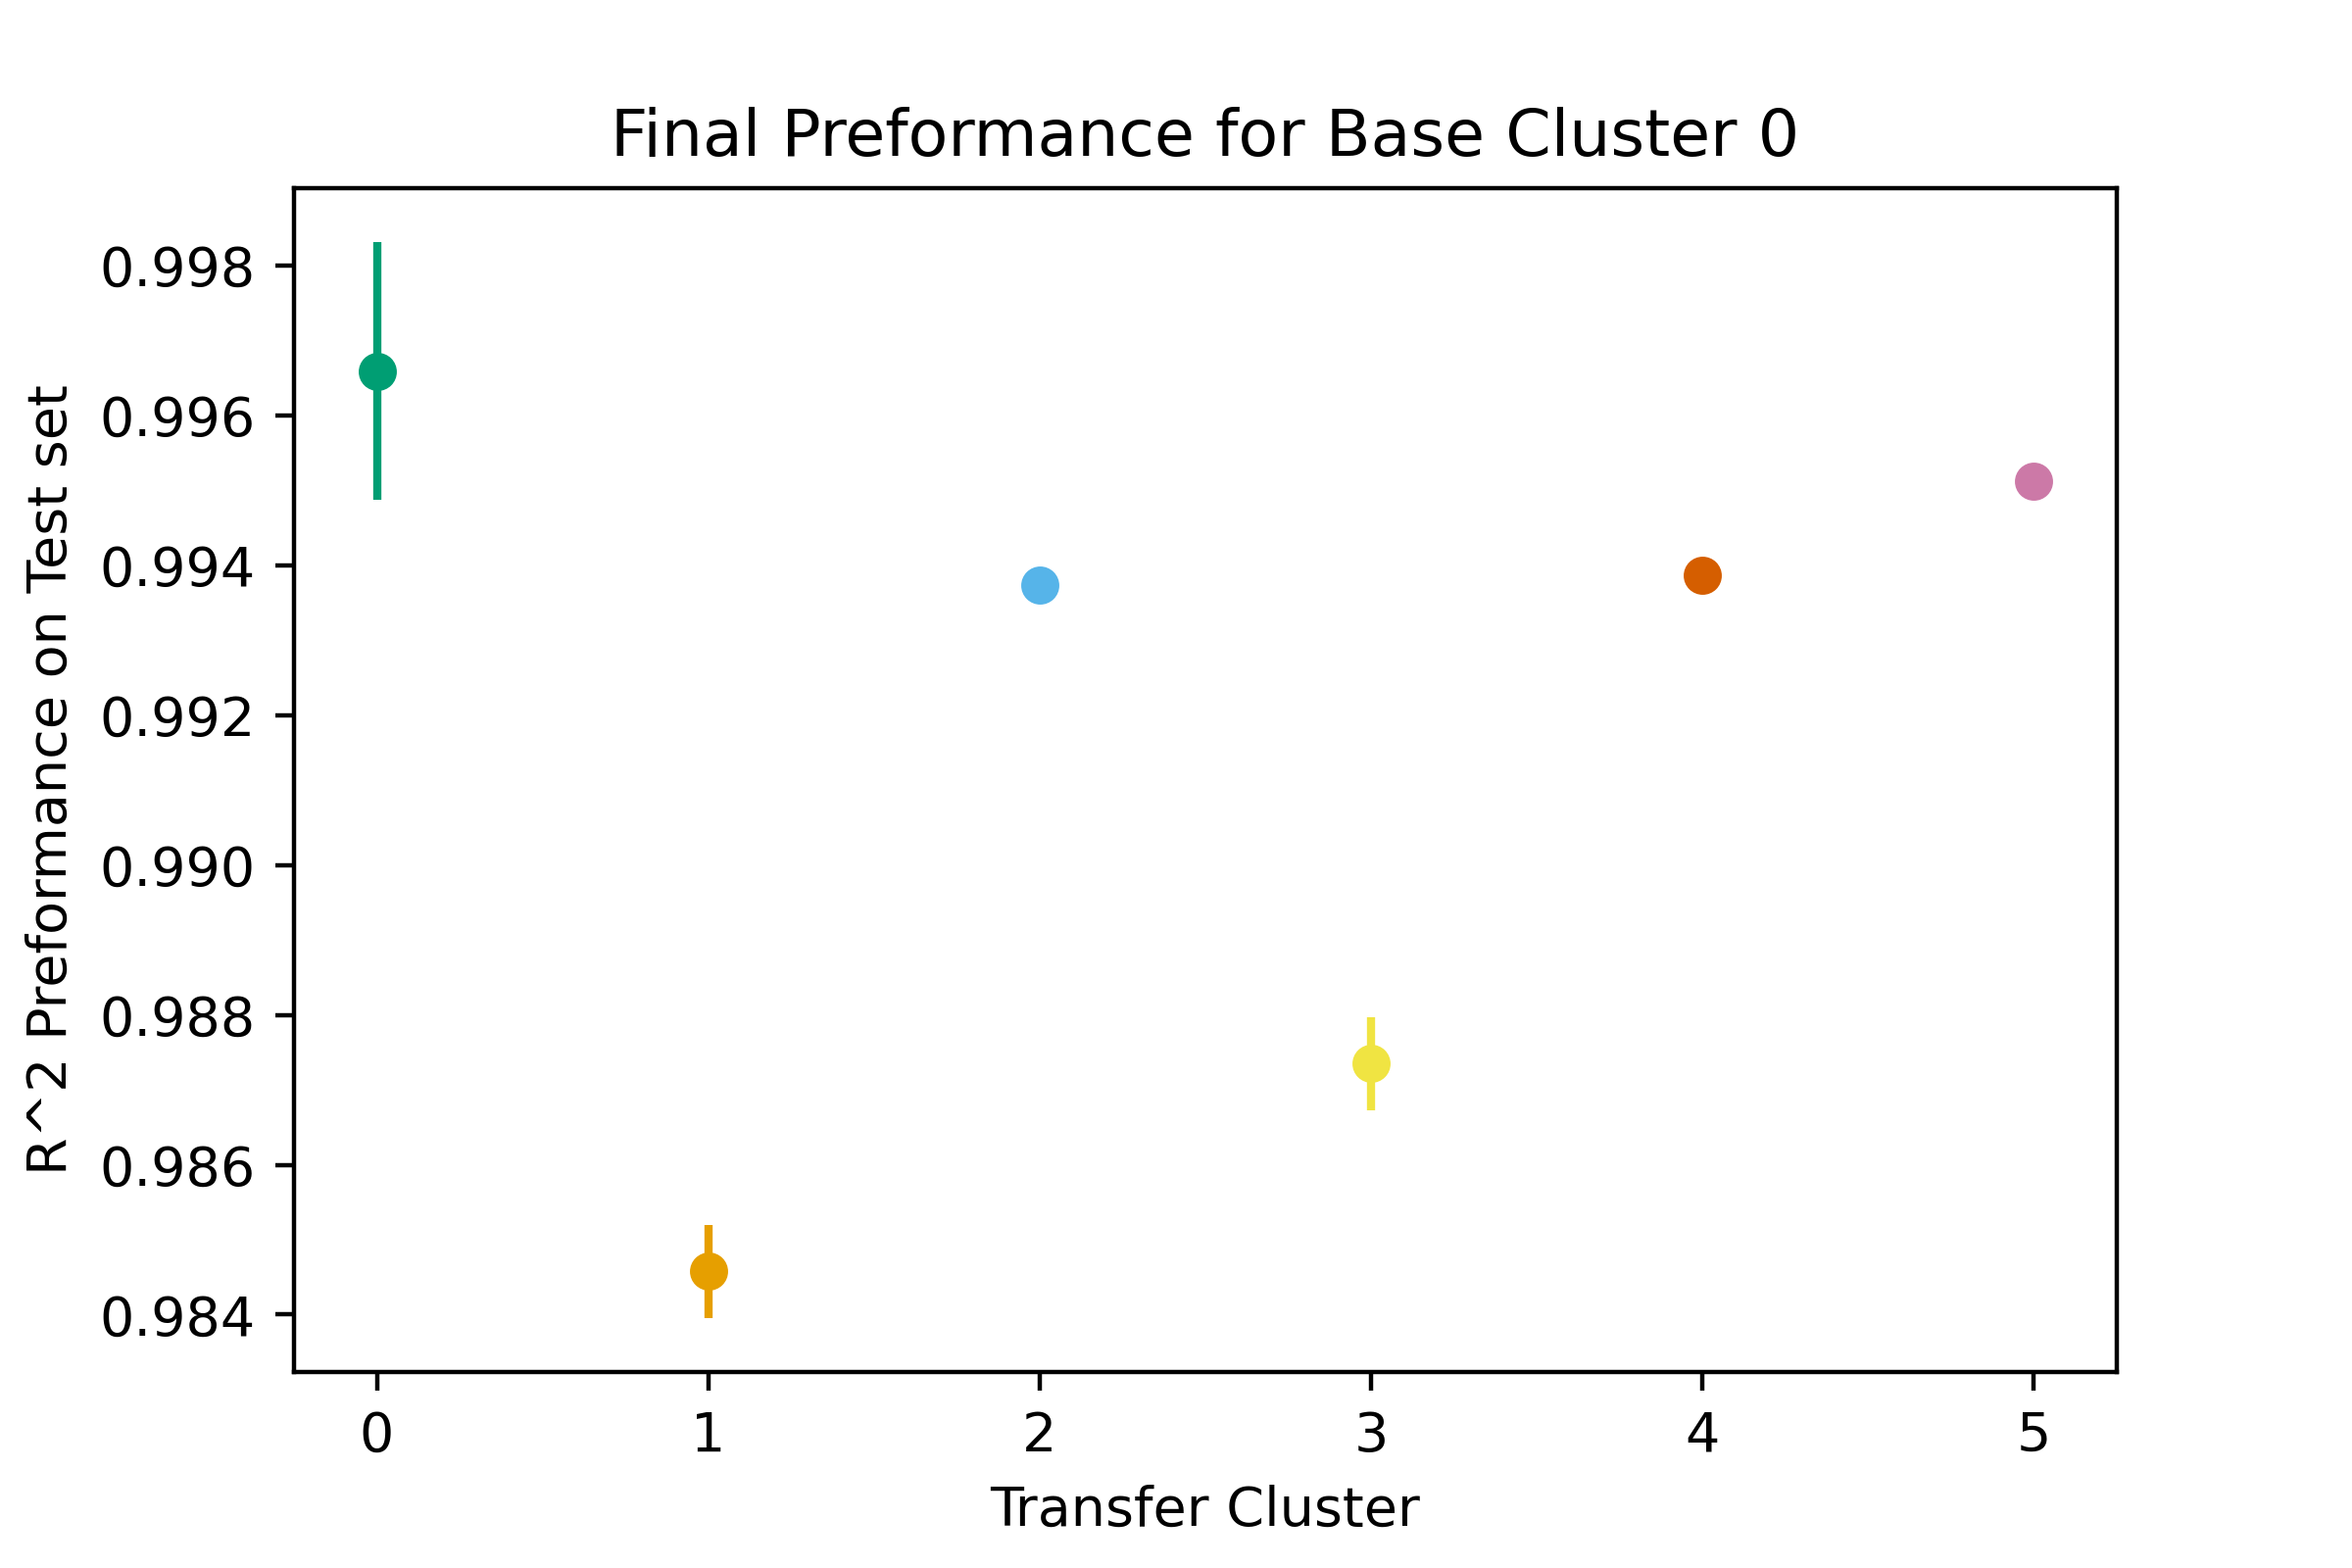 Final Preformance for Base Cluster 0
R^2 Preformance on Test set
0.998
0.996
0.994
0.992
0.990
0.988
0.986
0.984
0 1 2 3 4 5
Transfer Cluster